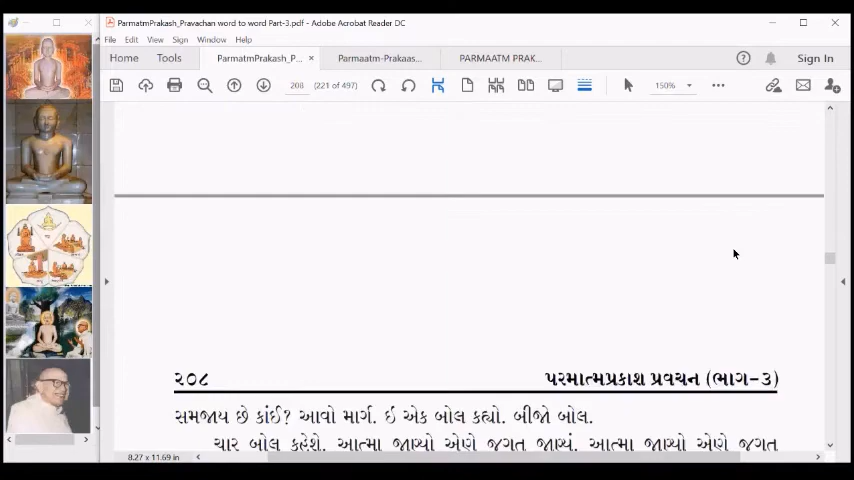 ParmatmPrakash_Pravachan word to word Part-3.pdf - Adobe Acrobat Reader DC
File Edit View Sign Window Help
Home Tools ParmatmPrakash_P... × Parmaatm-Prakaas... PARMAATM PRAK... Sign In
208 (221 of 497) 150%
૨૦૮ પરમાત્મપ્રકાશ પ્રવચન (ભાગ-૩)
સમજાય છે કાંઈ? આવો માર્ગ. ઈ એક બોલ કહ્યો. બીજો બોલ.
ચાર બોલ કહેશે. આત્મા જાણ્યો એણે જગત જાણ્યું. આત્મા જાણ્યો એણે જગત
8.27 x 11.69 in